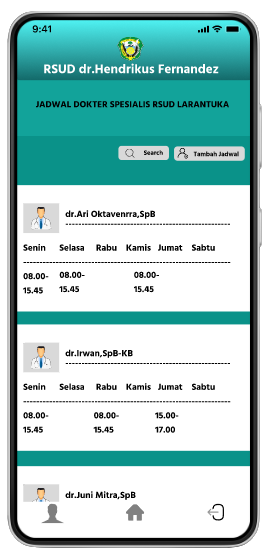 9:41
RSUD dr.Hendrikus Fernandez
JADWAL DOKTER SPESIALIS RSUD LARANTUKA
Search
Tambah Jadwal
dr.Ari Oktavenrra,SpB
Senin Selasa Rabu Kamis Jumat Sabtu
08.00- 08.00- 08.00-
15.45 15.45 15.45
dr.Irwan,SpB-KB
Senin Selasa Rabu Kamis Jumat Sabtu
08.00- 08.00- 15.00-
15.45 15.45 17.00
dr.Juni Mitra,SpB